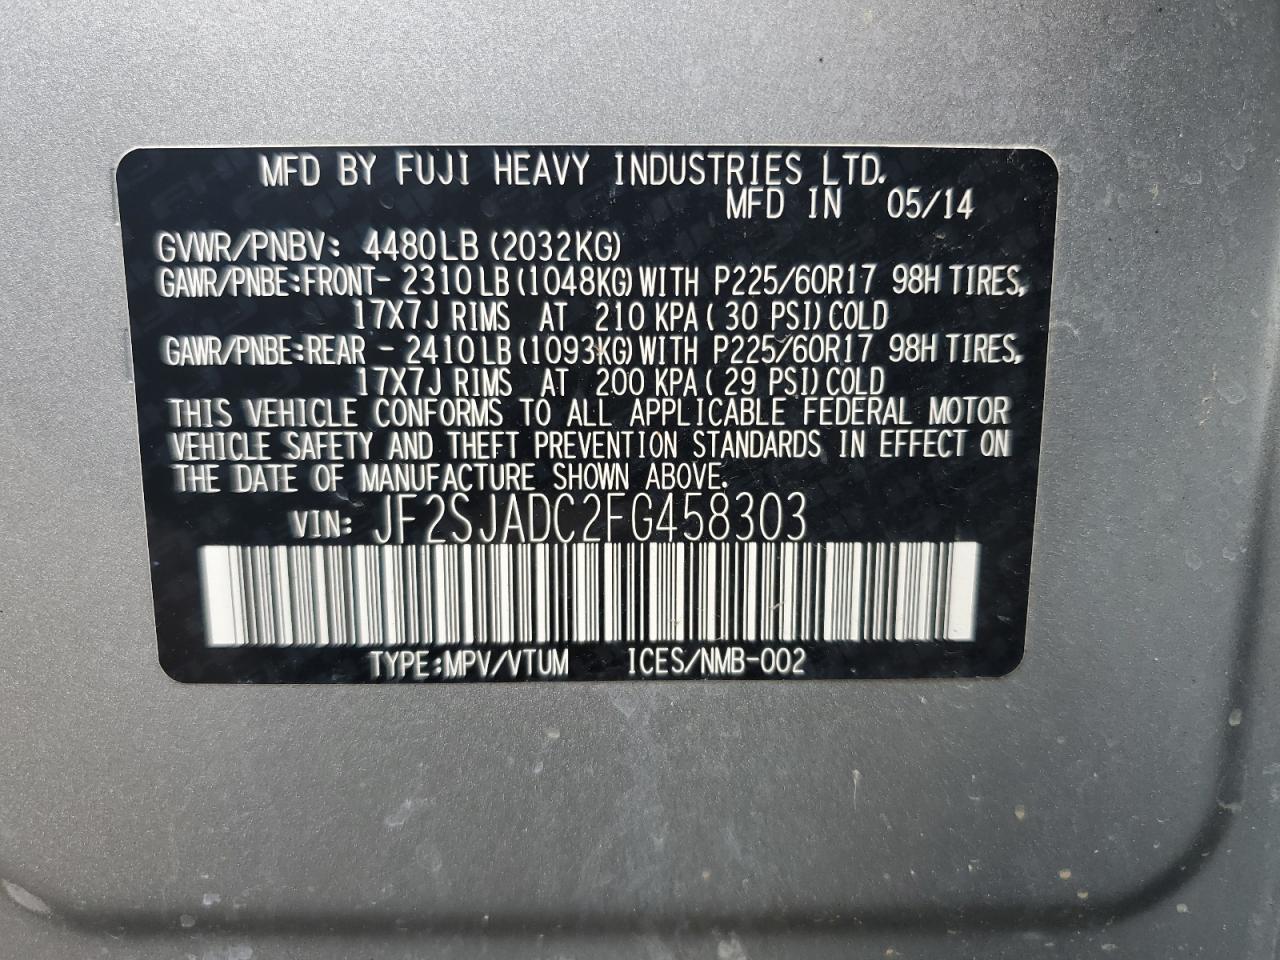 MFD BY FUJI HEAVY INDUSTRIES LTD.
MFD IN 05/14
GVWR/PNBV: 4480LB (2032KG)
GAWR/PNBE:FRONT- 2310LB (1048KG) WITH P225/60R17 98H TIRES,
17X7J RIMS AT 210 KPA ( 30 PSI) COLD
GAWR/PNBE:REAR - 2410LB (1093KG) WITH P225/60R17 98H TIRES,
17X7J RIMS AT 200 KPA ( 29 PSI) COLD
THIS VEHICLE CONFORMS TO ALL APPLICABLE FEDERAL MOTOR
VEHICLE SAFETY AND THEFT PREVENTION STANDARDS IN EFFECT ON
THE DATE OF MANUFACTURE SHOWN ABOVE.
VIN: JF2SJADC2FG458303
TYPE:MPV/VTUM ICES/NMB-002